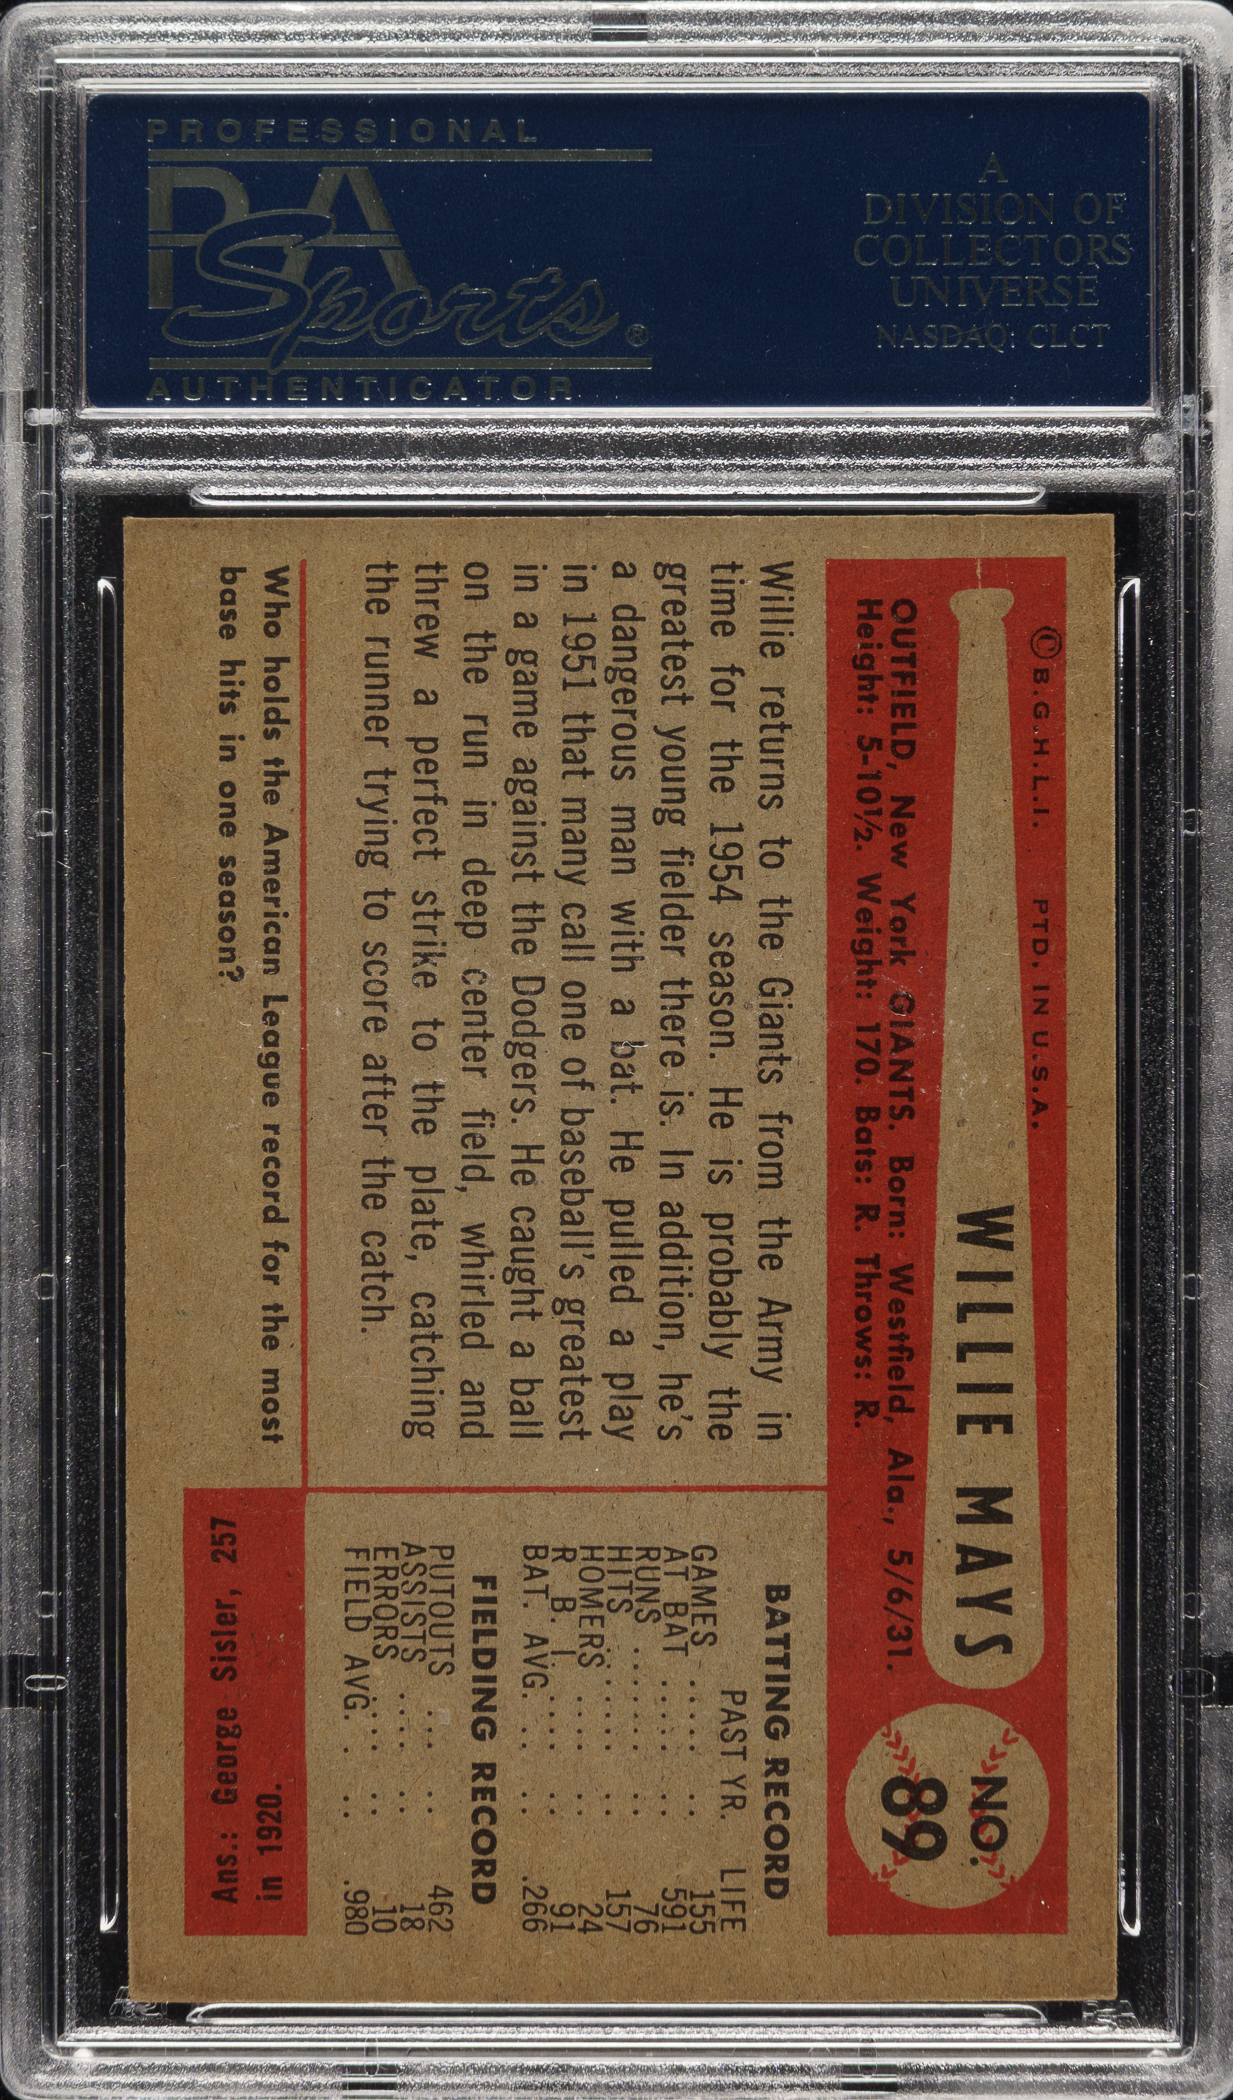 PROFESSIONAL
PSA
Sports®
AUTHENTICATOR
A
DIVISION OF
COLLECTORS
UNIVERSE
NASDAQ: CLCT
© B.G.H.L.I. PTD. IN U.S.A.
WILLIE MAYS
NO.
89
OUTFIELD, New York GIANTS. Born: Westfield, Ala., 5/6/31.
Height: 5-10½. Weight: 170. Bats: R. Throws: R.
Willie returns to the Giants from the Army in
time for the 1954 season. He is probably the
greatest young fielder there is. In addition, he's
a dangerous man with a bat. He pulled a play
in 1951 that many call one of baseball's greatest
in a game against the Dodgers. He caught a ball
on the run in deep center field, whirled and
threw a perfect strike to the plate, catching
the runner trying to score after the catch.
BATTING RECORD
PAST YR. LIFE
GAMES ..... .. 155
AT BAT ..... .. 591
RUNS ...... .. 76
HITS ...... .. 157
HOMERS ..... .. 24
R. B. I. .... .. 91
BAT. AVG. .. .. .266
FIELDING RECORD
PUTOUTS ... .. 462
ASSISTS ... .. 18
ERRORS ... .. 10
FIELD AVG. . .. .980
Who holds the American League record for the most
base hits in one season?
Ans.: George Sisler, 257
in 1920.